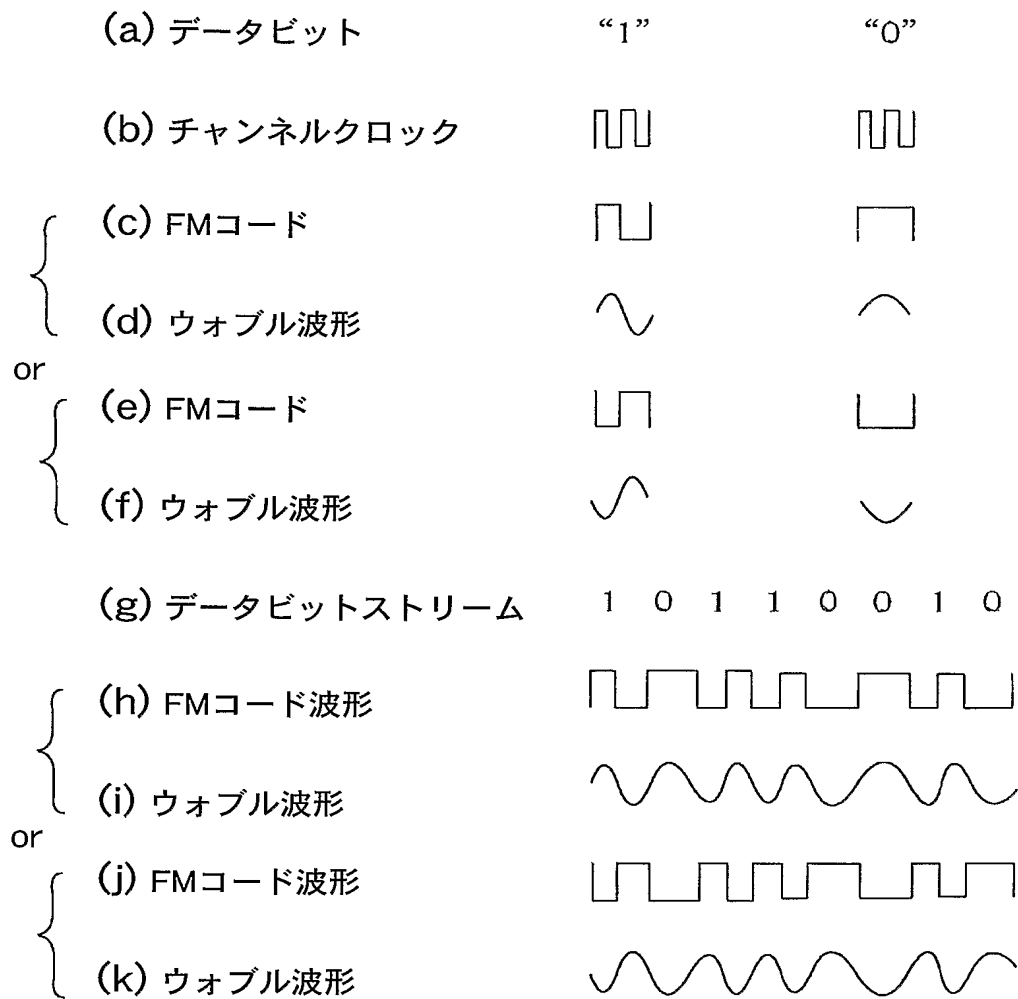 (a) データビット “1” “0”
(b) チャンネルクロック
(c) FMコード
(d) ウォブル波形
or
(e) FMコード
(f) ウォブル波形
(g) データビットストリーム 1 0 1 1 0 0 1 0
(h) FMコード波形
(i) ウォブル波形
or
(j) FMコード波形
(k) ウォブル波形